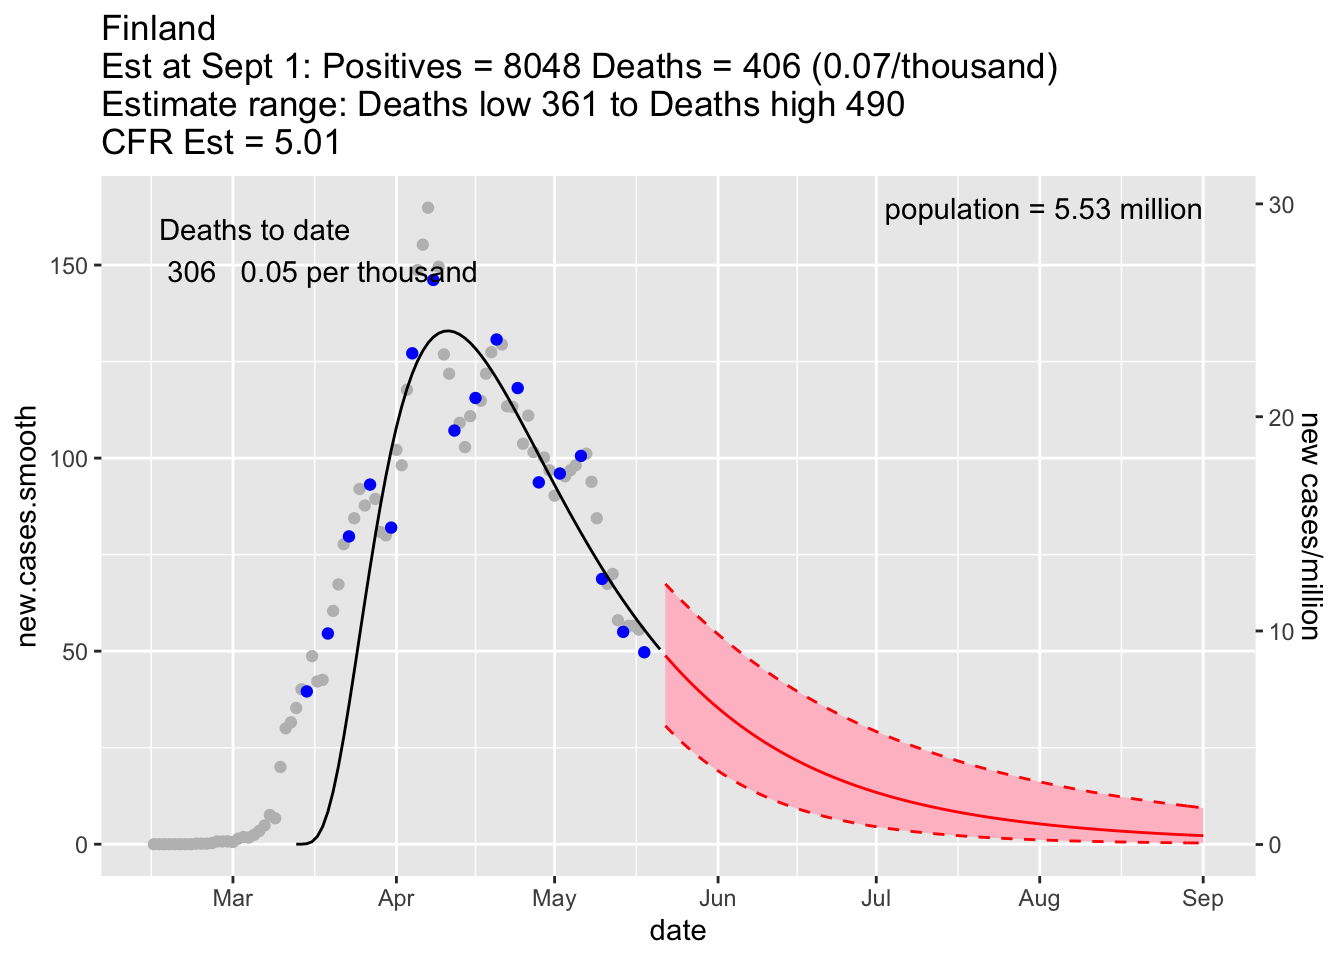 Finland
Est at Sept 1: Positives = 8048 Deaths = 406 (0.07/thousand)
Estimate range: Deaths low 361 to Deaths high 490
CFR Est = 5.01
Deaths to date
306 0.05 per thousand
population = 5.53 million
new.cases.smooth
150
100
50
0
30
20
10
0
new cases/million
Mar Apr May Jun Jul Aug Sep
date